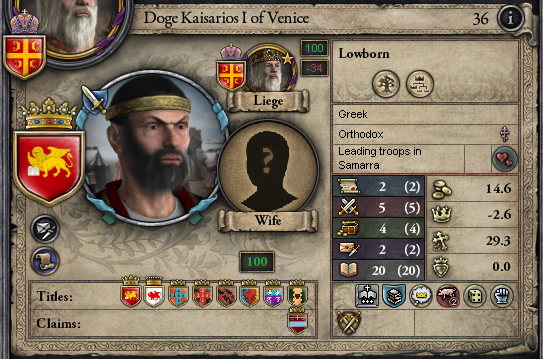 Doge Kaisarios I of Venice 36
100
-34
Liege
Lowborn
Greek
Orthodox
Leading troops in
Samarra
Wife
2 (2) 14.6
5 (5) -2.6
4 (4) 29.3
2 (2) 0.0
20 (20)
100
2
Titles:
Claims: